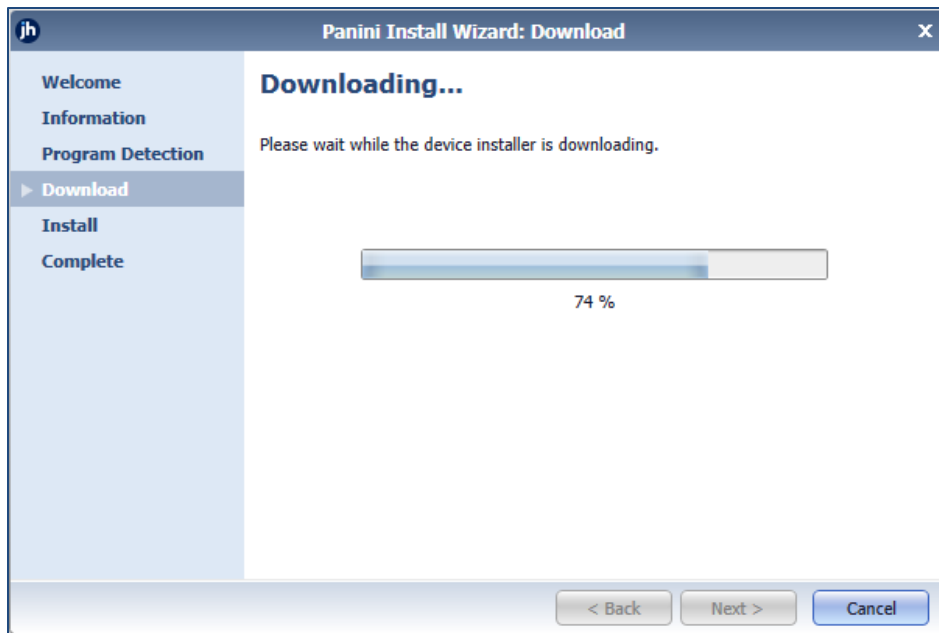 jh
Panini Install Wizard: Download
x
Welcome
Information
Program Detection
Download
Install
Complete
Downloading...
Please wait while the device installer is downloading.
74 %
< Back
Next >
Cancel